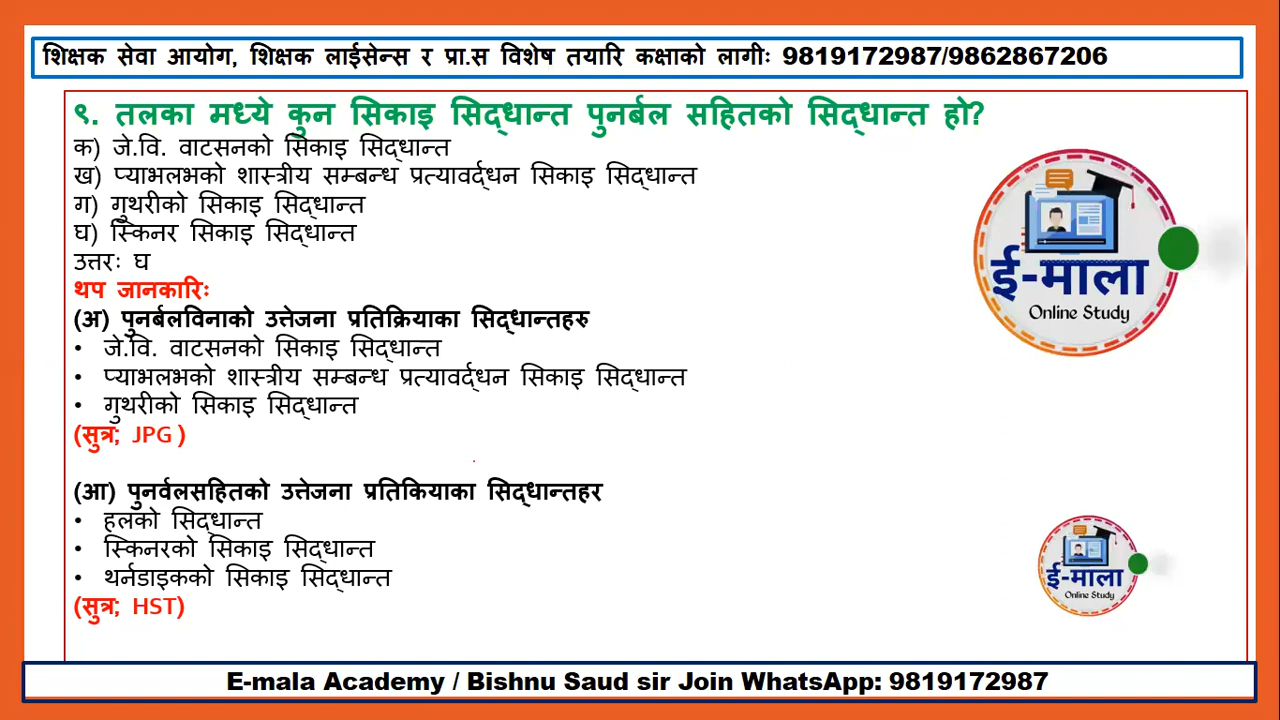 शिक्षक सेवा आयोग, शिक्षक लाईसेन्स र प्रा.स विशेष तयारि कक्षाको लागीः 9819172987/9862867206
९. तलका मध्ये कुन सिकाइ सिद्धान्त पुनर्बल सहितको सिद्धान्त हो?
क) जे.वि. वाटसनको सिकाइ सिद्धान्त
ख) प्याभलभको शास्त्रीय सम्बन्ध प्रत्यावर्द्धन सिकाइ सिद्धान्त
ग) गुथरीको सिकाइ सिद्धान्त
घ) स्किनर सिकाइ सिद्धान्त
उत्तरः घ
थप जानकारिः
(अ) पुनर्बलविनाको उत्तेजना प्रतिक्रियाका सिद्धान्तहरु
• जे.वि. वाटसनको सिकाइ सिद्धान्त
• प्याभलभको शास्त्रीय सम्बन्ध प्रत्यावर्द्धन सिकाइ सिद्धान्त
• गुथरीको सिकाइ सिद्धान्त
(सुत्र; JPG )
(आ) पुनर्वलसहितको उत्तेजना प्रतिकियाका सिद्धान्तहर
• हलको सिद्धान्त
• स्किनरको सिकाइ सिद्धान्त
• थर्नडाइकको सिकाइ सिद्धान्त
(सुत्र; HST)
ई-माला
Online Study
ई-माला
Online Study
E-mala Academy / Bishnu Saud sir Join WhatsApp: 9819172987